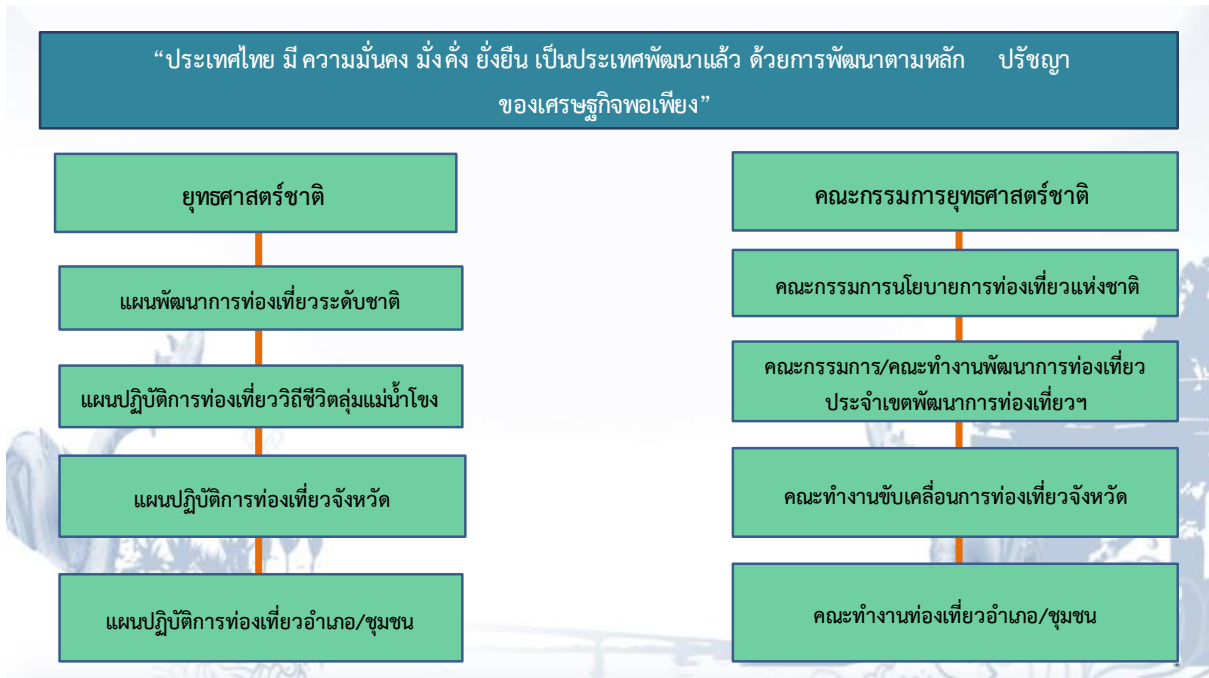 “ประเทศไทย มี ความมั่นคง มั่งคั่ง ยั่งยืน เป็นประเทศพัฒนาแล้ว ด้วยการพัฒนาตามหลัก ปรัชญา
ของเศรษฐกิจพอเพียง”
ยุทธศาสตร์ชาติ
แผนพัฒนาการท่องเที่ยวระดับชาติ
แผนปฏิบัติการท่องเที่ยววิถีชีวิตลุ่มแม่น้ำโขง
แผนปฏิบัติการท่องเที่ยวจังหวัด
แผนปฏิบัติการท่องเที่ยวอำเภอ/ชุมชน
คณะกรรมการยุทธศาสตร์ชาติ
คณะกรรมการนโยบายการท่องเที่ยวแห่งชาติ
คณะกรรมการ/คณะทำงานพัฒนาการท่องเที่ยว
ประจำเขตพัฒนาการท่องเที่ยวฯ
คณะทำงานขับเคลื่อนการท่องเที่ยวจังหวัด
คณะทำงานท่องเที่ยวอำเภอ/ชุมชน